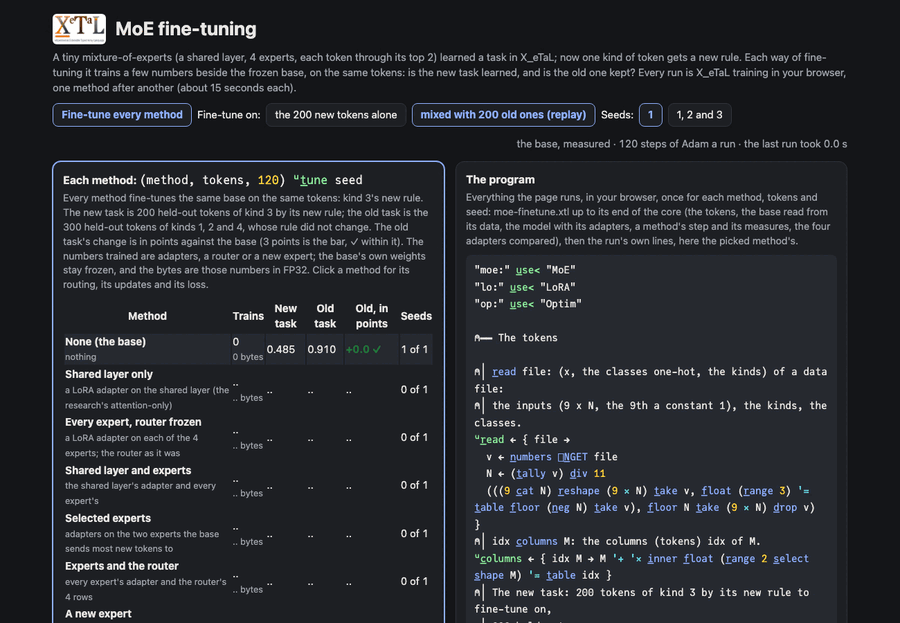 XeTaL
MoE fine-tuning
A tiny mixture-of-experts (a shared layer, 4 experts, each token through its top 2) learned a task in X_eTaL; now one kind of token gets a new rule. Each way of fine-
tuning it trains a few numbers beside the frozen base, on the same tokens: is the new task learned, and is the old one kept? Every run is X_eTaL training in your browser,
one method after another (about 15 seconds each).
Fine-tune every method Fine-tune on: the 200 new tokens alone mixed with 200 old ones (replay) Seeds: 1 1, 2 and 3
the base, measured · 120 steps of Adam a run · the last run took 0.0 s
Each method: (method, tokens, 120) ᑄtune seed
Every method fine-tunes the same base on the same tokens: kind 3's new rule.
The new task is 200 held-out tokens of kind 3 by its new rule; the old task is the
300 held-out tokens of kinds 1, 2 and 4, whose rule did not change. The old
task's change is in points against the base (3 points is the bar, ✓ within it). The
numbers trained are adapters, a router or a new expert; the base's own weights
stay frozen, and the bytes are those numbers in FP32. Click a method for its
routing, its updates and its loss.
Method Trains New task Old task Old, in points Seeds
None (the base) 0 0.485 0.910 +0.0 ✓ 1 of 1
nothing 0 bytes
Shared layer only .. .. .. .. 0 of 1
a LoRA adapter on the shared layer (the .. bytes
research's attention-only)
Every expert, router frozen .. .. .. .. 0 of 1
a LoRA adapter on each of the 4 .. bytes
experts; the router as it was
Shared layer and experts .. .. .. .. 0 of 1
the shared layer's adapter and every .. bytes
expert's
Selected experts .. .. .. .. 0 of 1
adapters on the two experts the base .. bytes
sends most new tokens to
Experts and the router .. .. .. .. 0 of 1
every expert's adapter and the router's .. bytes
4 rows
A new expert
The program
Everything the page runs, in your browser, once for each method, tokens and
seed: moe-finetune.xtl up to its end of the core (the tokens, the base read from
its data, the model with its adapters, a method's step and its measures, the four
adapters compared), then the run's own lines, here the picked method's.
"moe:" use< "MoE"
"lo:" use< "LoRA"
"op:" use< "Optim"
⍝── The tokens
⍝│ read file: (x, the classes one-hot, the kinds) of a data
file:
⍝│ the inputs (9 x N, the 9th a constant 1), the kinds, the
classes.
ᑄread ← { file →
v ← numbers ⎕NGET file
N ← (tally v) div 11
(((9 cat N) reshape (9 × N) take v, float (range 3) '=
table floor (neg N) take v), floor N take (9 × N) drop v)
}
⍝│ idx columns M: the columns (tokens) idx of M.
ᑄcolumns ← { idx M → M '+ '× inner float (range 2 select
shape M) '= table idx }
⍝│ The new task: 200 tokens of kind 3 by its new rule to
fine-tune on,